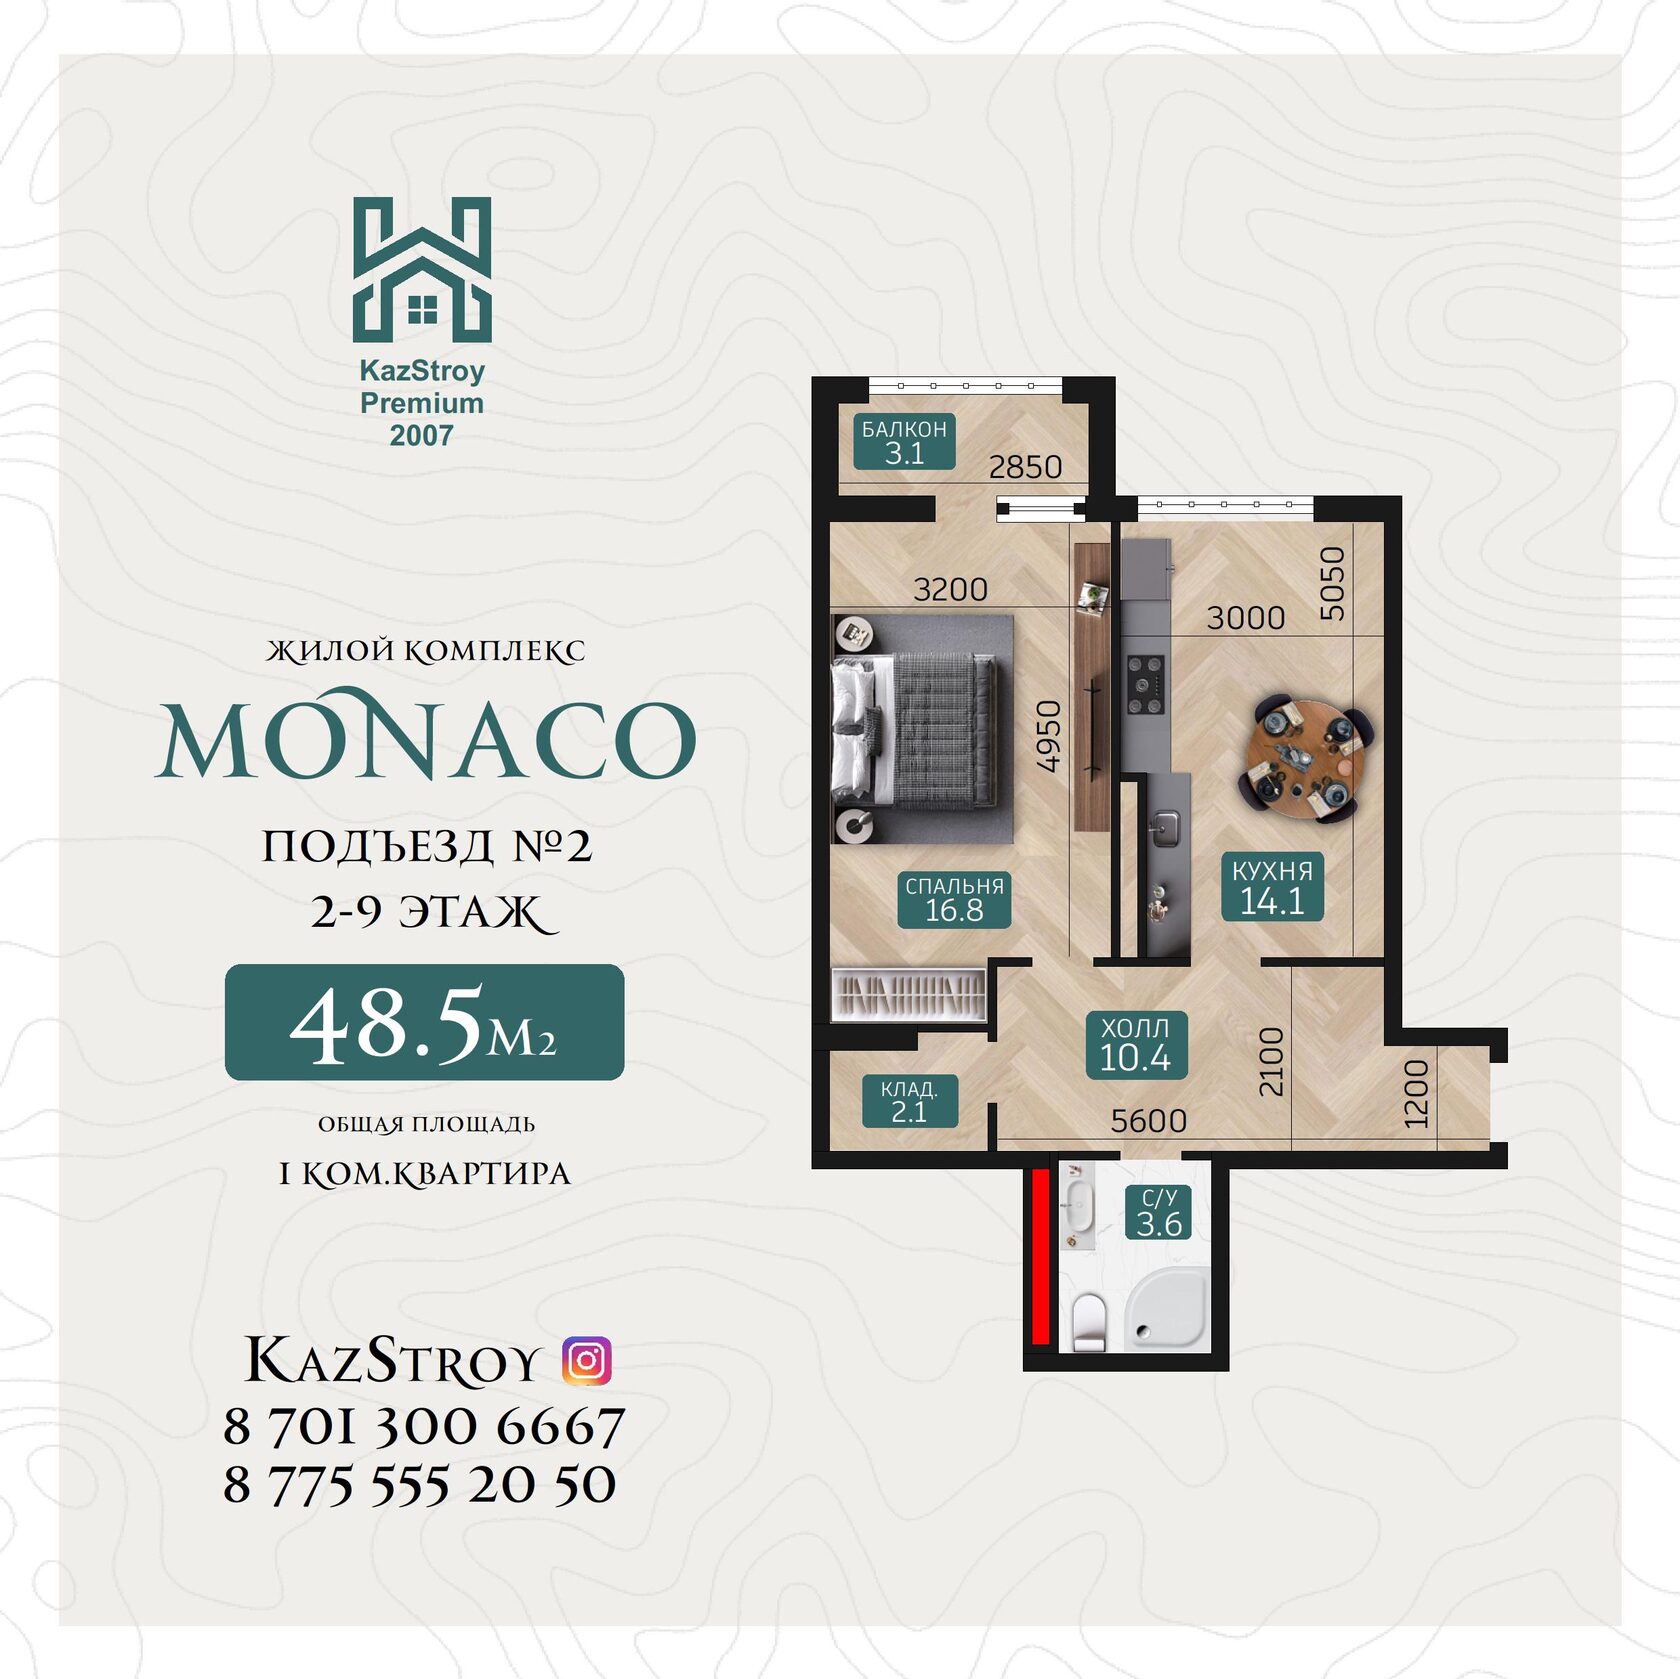 KazStroy
Premium
2007
ЖИЛОЙ КОМПЛЕКС
MONACO
ПОДЪЕЗД №2
2-9 ЭТАЖ
48.5М2
ОБЩАЯ ПЛОЩАДЬ
1 КОМ.КВАРТИРА
KAZSTROY
8 701 300 6667
8 775 555 20 50
БАЛКОН
3.1
2850
3200
4950
СПАЛЬНЯ
16.8
3000
5050
КУХНЯ
14.1
ХОЛЛ
10.4
2100
1200
5600
КЛАД.
2.1
С/У
3.6